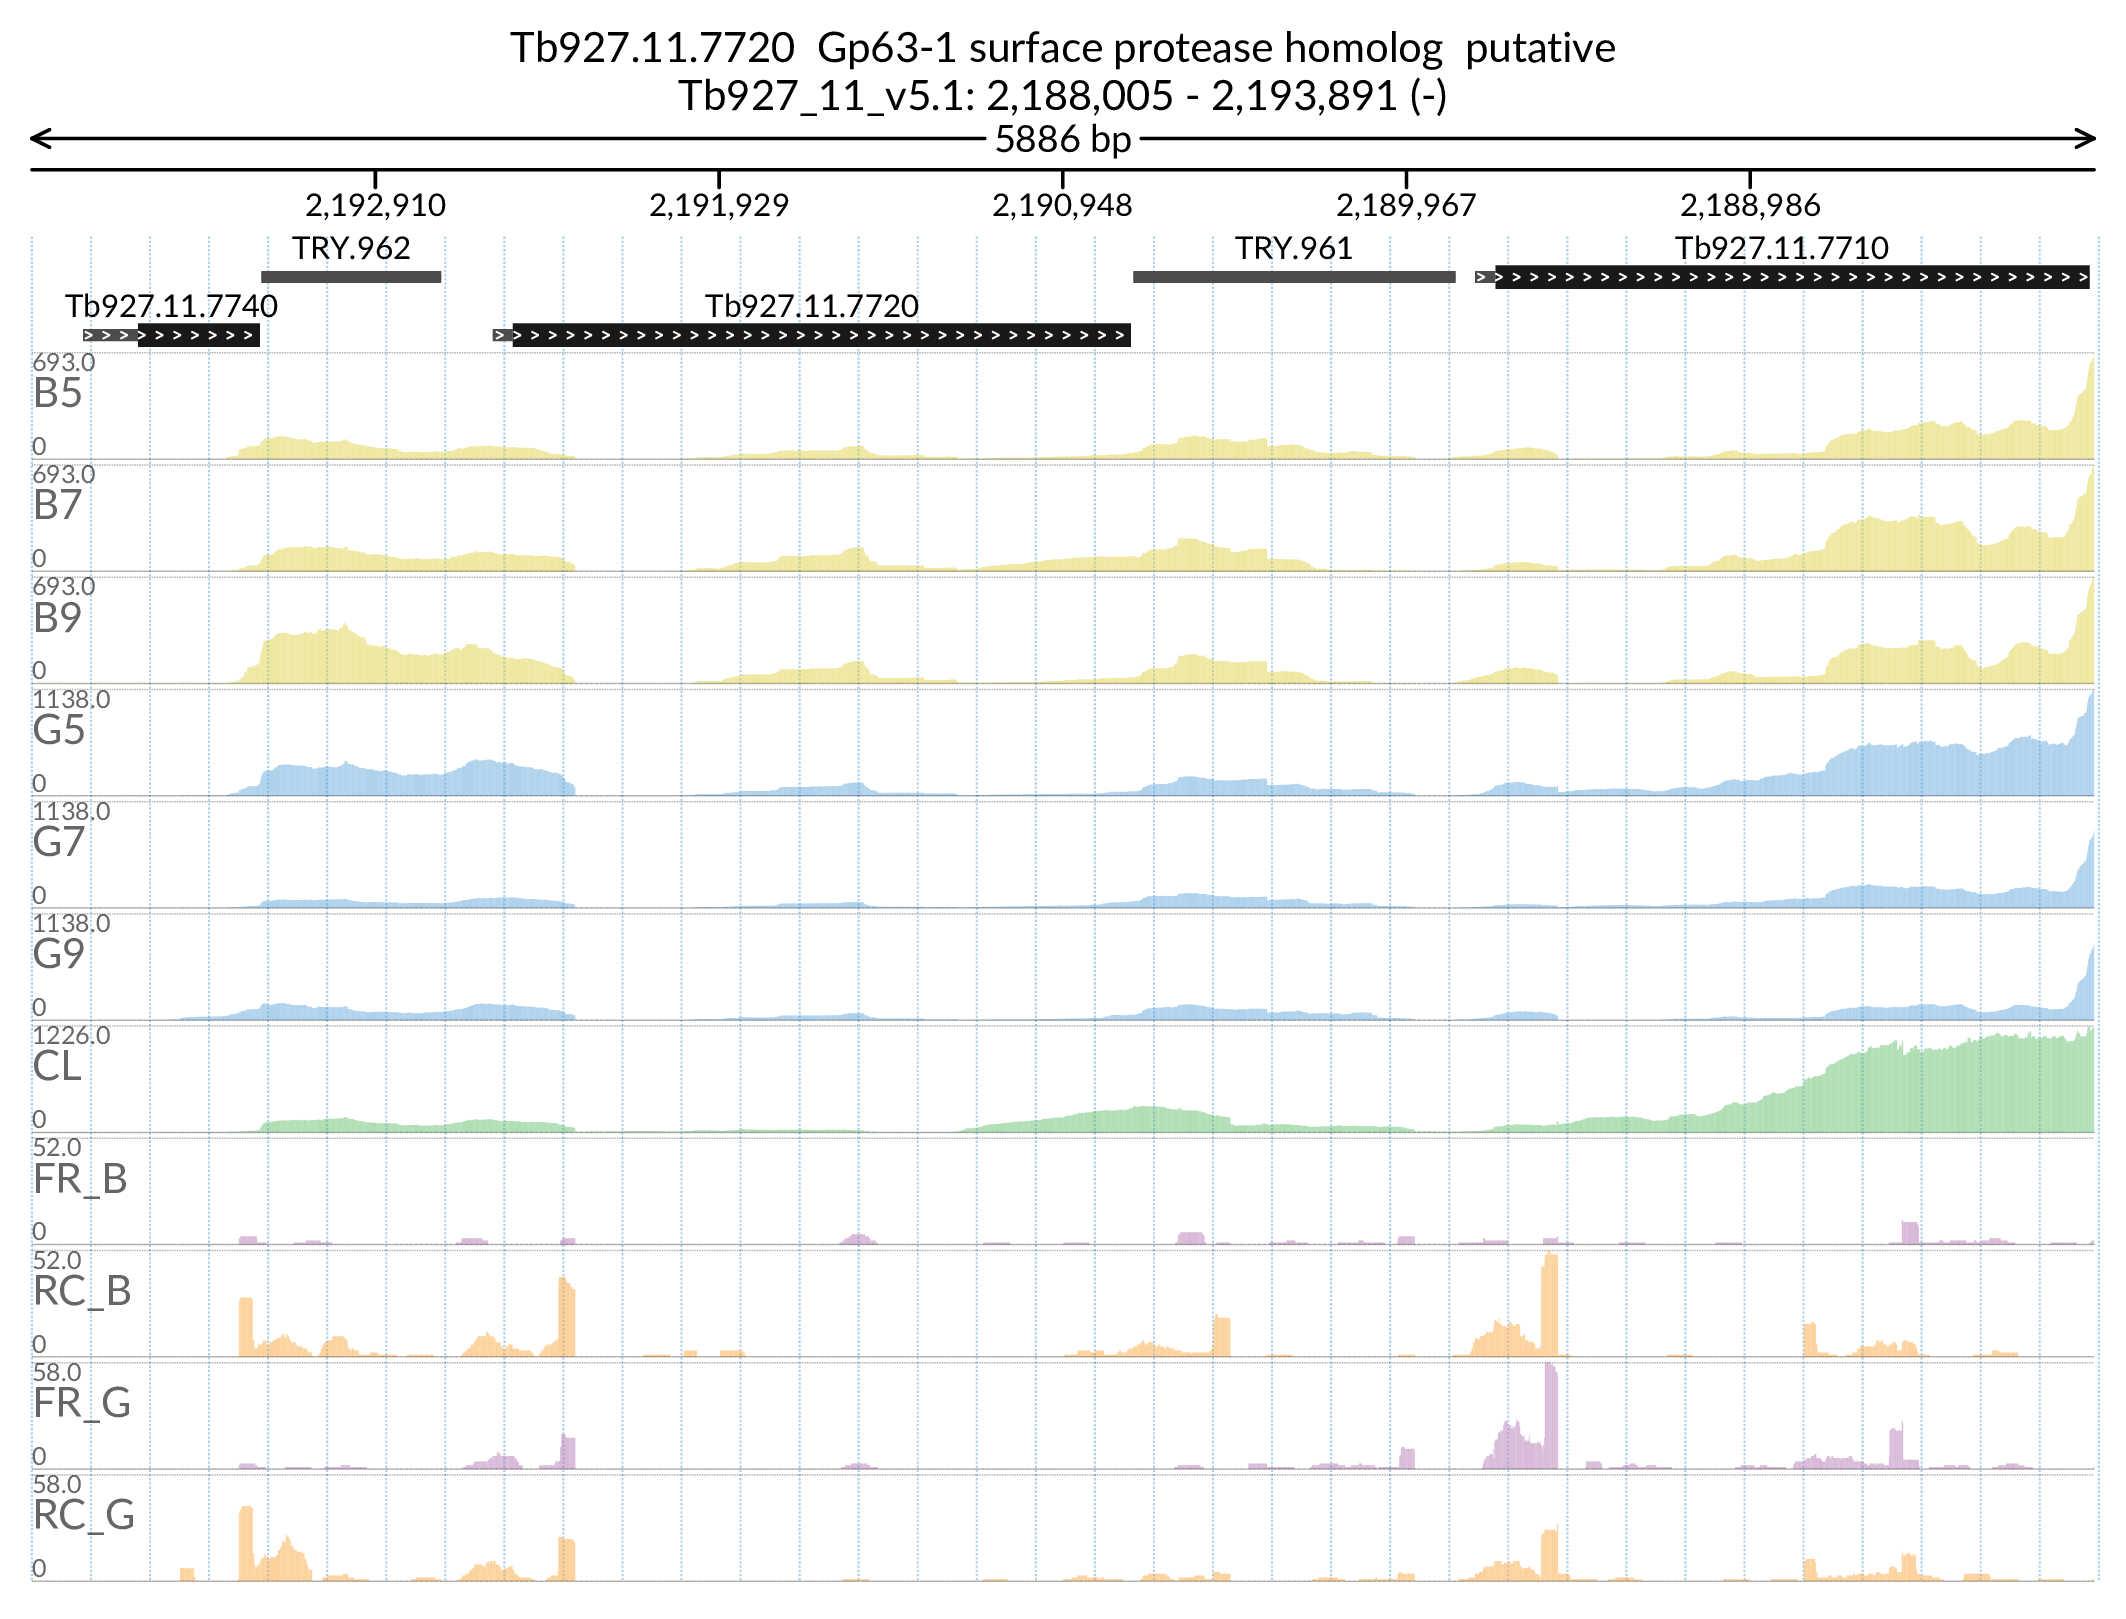 Tb927.11.7720  Gp63-1 surface protease homolog  putative
Tb927_11_v5.1: 2,188,005 - 2,193,891 (-)
5886 bp
2,192,910 2,191,929 2,190,948 2,189,967 2,188,986
TRY.962 TRY.961 Tb927.11.7710
Tb927.11.7740 Tb927.11.7720
693.0
B5
0
693.0
B7
0
693.0
B9
0
1138.0
G5
0
1138.0
G7
0
1138.0
G9
0
1226.0
CL
0
52.0
FR_B
0
52.0
RC_B
0
58.0
FR_G
0
58.0
RC_G
0